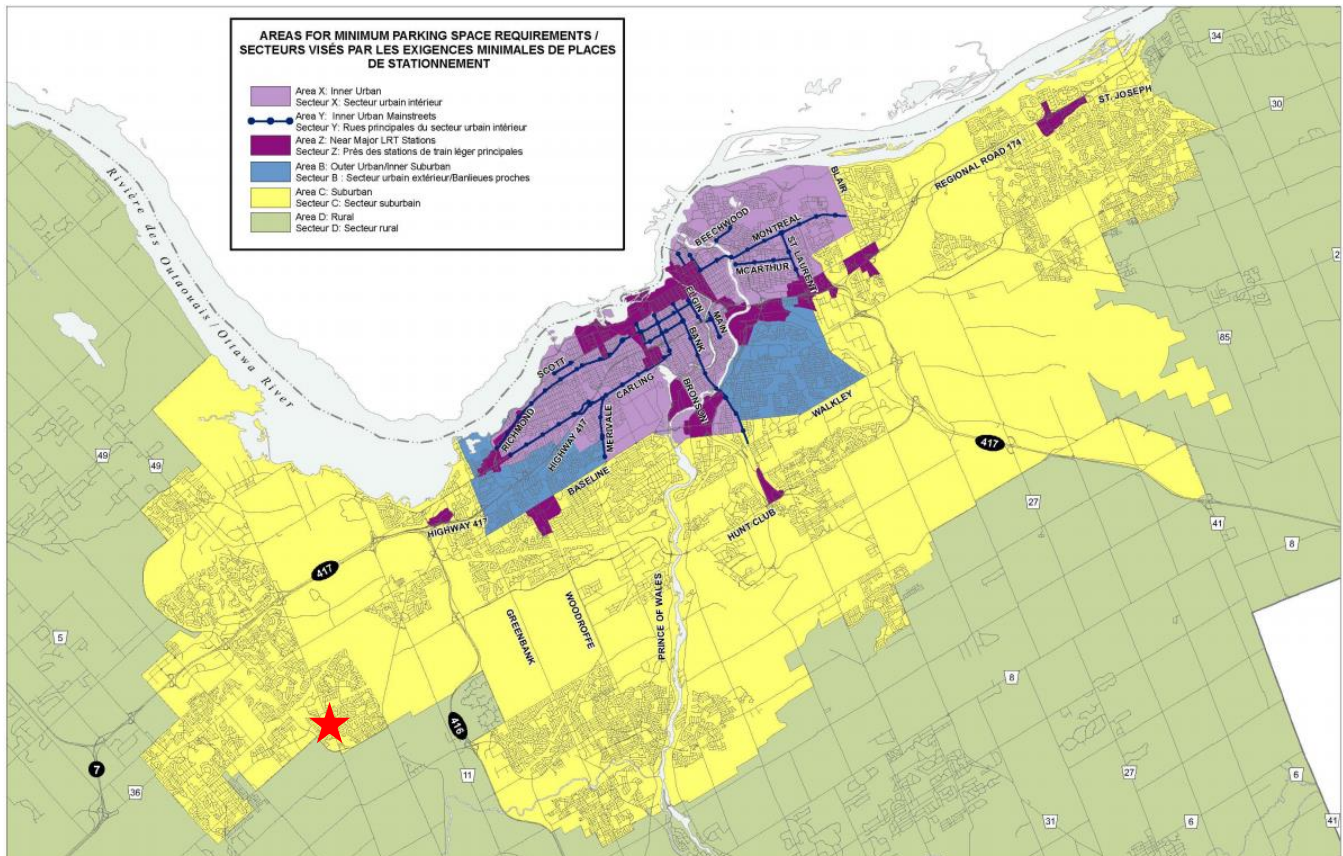 AREAS FOR MINIMUM PARKING SPACE REQUIREMENTS /
SECTEURS VISÉS PAR LES EXIGENCES MINIMALES DE PLACES
DE STATIONNEMENT
Area X: Inner Urban
Secteur X: Secteur urbain intérieur
Area Y: Inner Urban Mainstreets
Secteur Y: Rues principales du secteur urbain intérieur
Area Z: Near Major LRT Stations
Secteur Z: Près des stations de train léger principales
Area B: Outer Urban/Inner Suburban
Secteur B : Secteur urbain extérieur/Banlieues proches
Area C: Suburban
Secteur C: Secteur suburbain
Area D: Rural
Secteur D: Secteur rural
34
ST. JOSEPH
30
REGIONAL ROAD 174
BLAIR
Rivière des Outaouais/Ottawa River
BEECHWOOD
MONTREAL
ST LAURENT
MCARTHUR
2
ELGIN
MAIN
BANK
85
SCOTT
CARLING
BRONSON
RICHMOND
HIGHWAY 417
MERIVALE
WALKLEY
417
49
49
BASELINE
HIGHWAY 417
27
41
HUNT CLUB
8
417
GREENBANK
WOODROFFE
PRINCE OF WALES
5
8
416
7
11
36
27
6
31
6
41